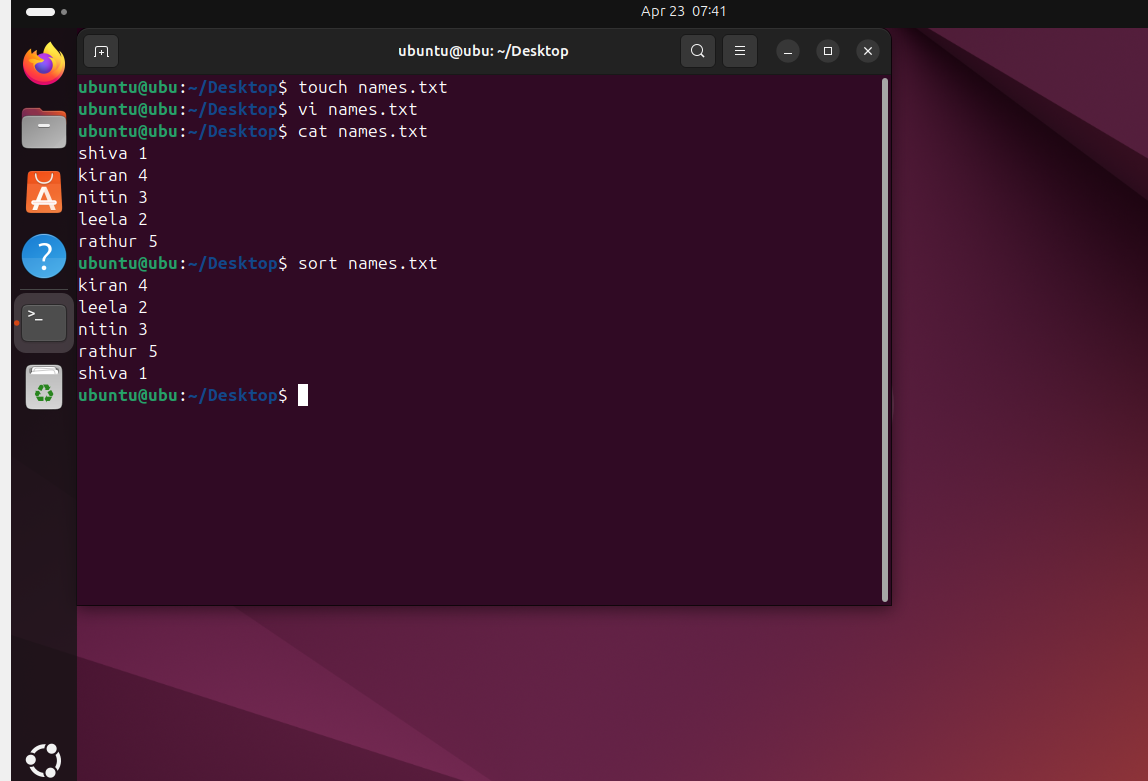 Apr 23 07:41
ubuntu@ubu: ~/Desktop
ubuntu@ubu:~/Desktop$ touch names.txt
ubuntu@ubu:~/Desktop$ vi names.txt
ubuntu@ubu:~/Desktop$ cat names.txt
shiva 1
kiran 4
nitin 3
leela 2
rathur 5
ubuntu@ubu:~/Desktop$ sort names.txt
kiran 4
leela 2
nitin 3
rathur 5
shiva 1
ubuntu@ubu:~/Desktop$